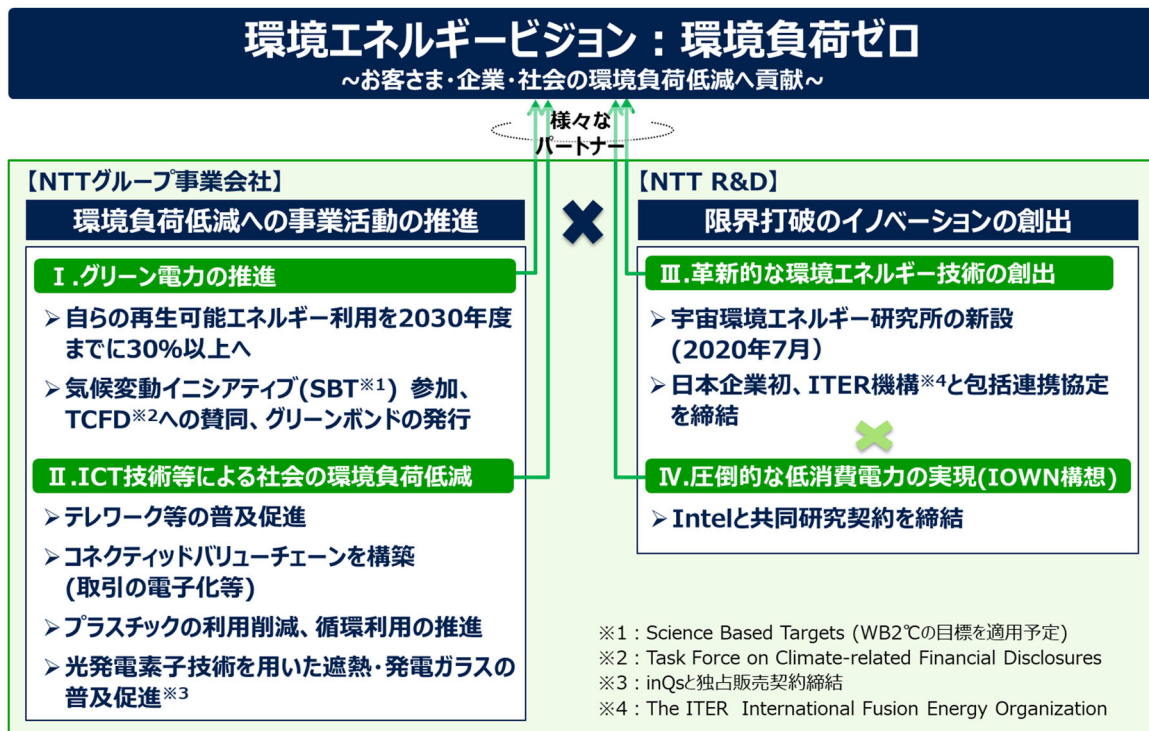 環境エネルギービジョン：環境負荷ゼロ
~お客さま・企業・社会の環境負荷低減へ貢献~
様々な
パートナー
【NTTグループ事業会社】
環境負荷低減への事業活動の推進
Ⅰ.グリーン電力の推進
➢自らの再生可能エネルギー利用を2030年度
までに30%以上へ
➢気候変動イニシアティブ(SBT※1) 参加、
TCFD※2への賛同、グリーンボンドの発行
Ⅱ.ICT技術等による社会の環境負荷低減
➢テレワーク等の普及促進
➢コネクティッドバリューチェーンを構築
(取引の電子化等)
➢プラスチックの利用削減、循環利用の推進
➢光発電素子技術を用いた遮熱・発電ガラスの
普及促進※3
【NTT R&D】
限界打破のイノベーションの創出
Ⅲ.革新的な環境エネルギー技術の創出
➢宇宙環境エネルギー研究所の新設
(2020年7月）
➢日本企業初、ITER機構※4と包括連携協定
を締結
Ⅳ.圧倒的な低消費電力の実現(IOWN構想)
➢Intelと共同研究契約を締結
※1：Science Based Targets (WB2℃の目標を適用予定)
※2：Task Force on Climate-related Financial Disclosures
※3：inQsと独占販売契約締結
※4：The ITER International Fusion Energy Organization